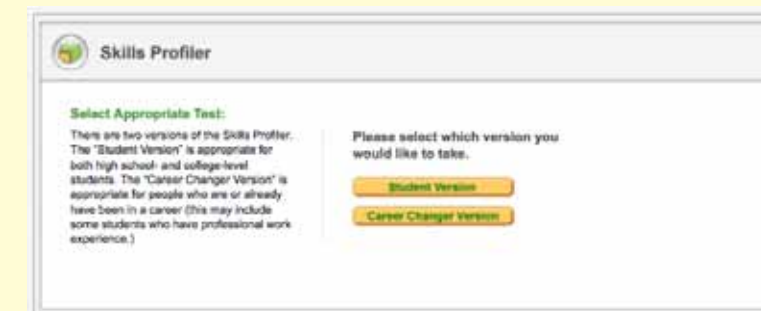 Skills Profiler
Select Appropriate Test:
There are two versions of the Skills Profiler.
The "Student Version" is appropriate for
both high school- and college-level
students. The "Career Changer Version" is
appropriate for people who are or already
have been in a career (this may include
some students who have professional work
experience.)
Please select which version you
would like to take.
Student Version
Career Changer Version